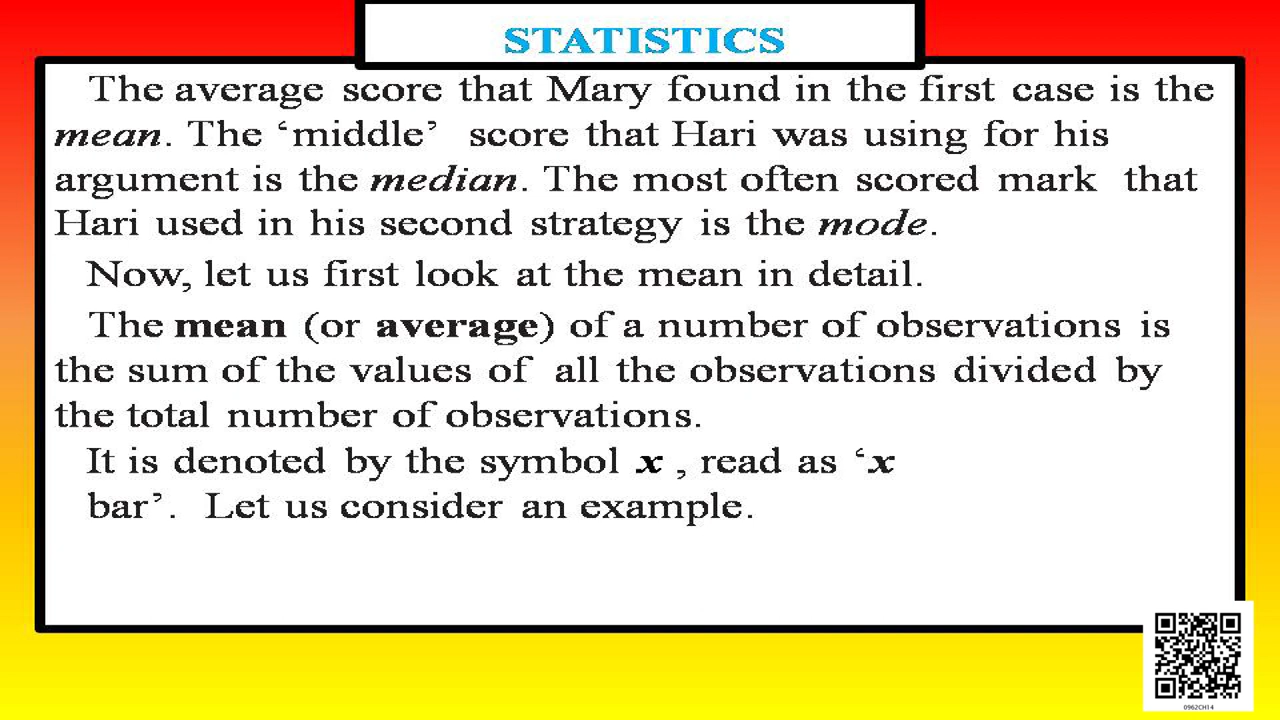 STATISTICS
The average score that Mary found in the first case is the
mean. The ‘middle’ score that Hari was using for his
argument is the median. The most often scored mark that
Hari used in his second strategy is the mode.
Now, let us first look at the mean in detail.
The mean (or average) of a number of observations is
the sum of the values of all the observations divided by
the total number of observations.
It is denoted by the symbol x , read as ‘x
bar’. Let us consider an example.
0962CH14